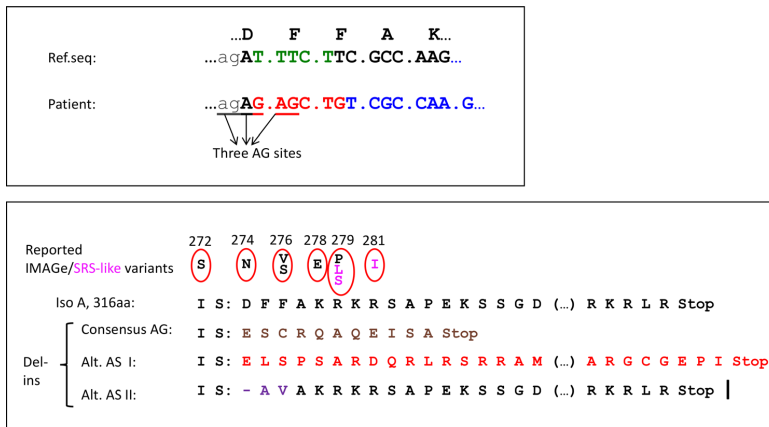 ...D F F A K...
Ref.seq: ...agAT.TTC.TTC.GCC.AAG...
Patient: ...agAG.AGC.TGT.CGC.CAA.G...
Three AG sites
272 274 276 278 279 281
Reported
IMAGe/SRS-like variants
S N V S E P L S I
Iso A, 316aa: I S: D F F A K R K R S A P E K S S G D (...) R K R L R Stop
Consensus AG: E S C R Q A Q E I S A Stop
Del-
ins
Alt. AS I: I S: E L S P S A R D Q R L R S R R A M (...) A R G C G E P I Stop
Alt. AS II: I S: - A V A K R K R S A P E K S S G D (...) R K R L R Stop